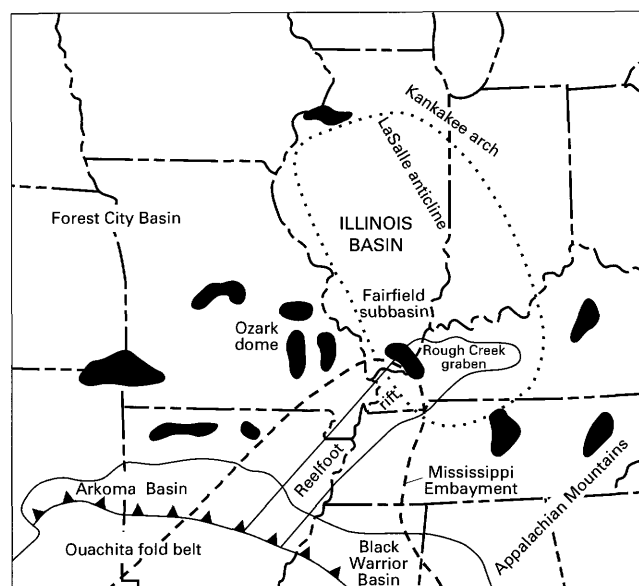 Kankakee arch
LaSalle anticline
Forest City Basin
ILLINOIS
BASIN
Fairfield
subbasin
Ozark
dome
Rough Creek
graben
rift
Reelfoot
Mississippi
Embayment
Arkoma Basin
Appalachian Mountains
Ouachita fold belt
Black
Warrior
Basin